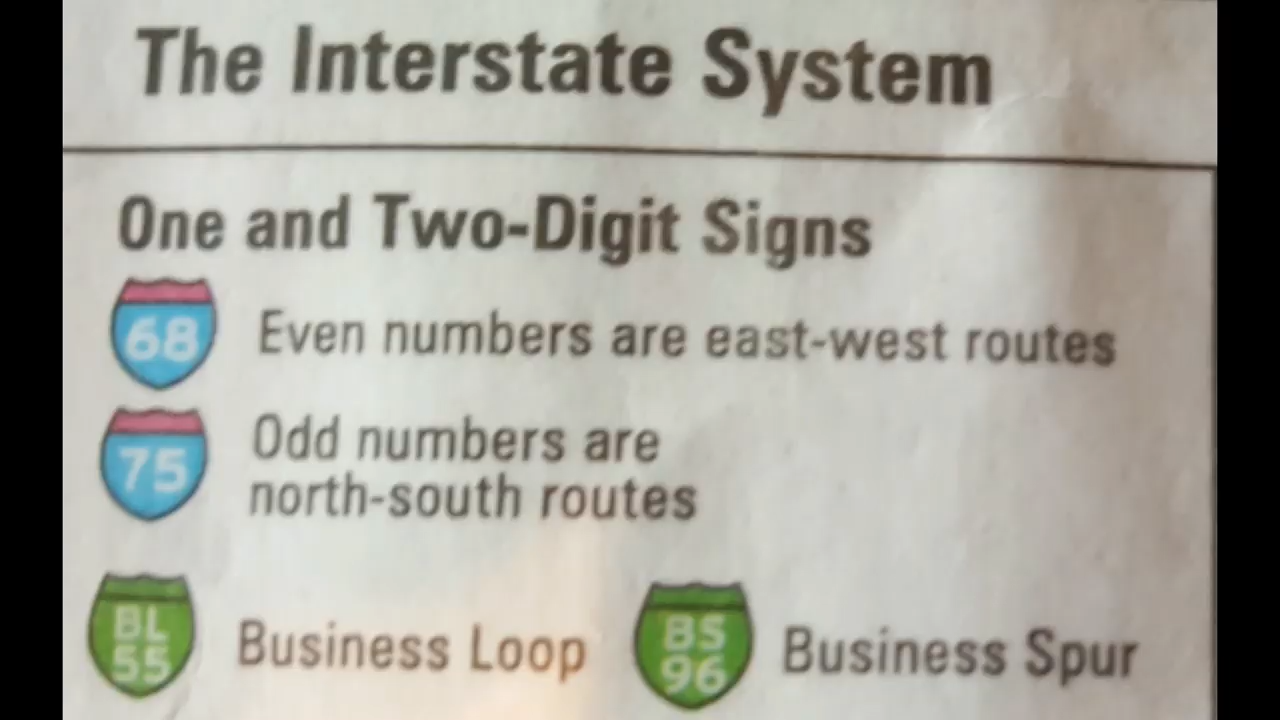 The Interstate System
One and Two-Digit Signs
68 Even numbers are east-west routes
75 Odd numbers are
north-south routes
BL
55 Business Loop
BS
96 Business Spur